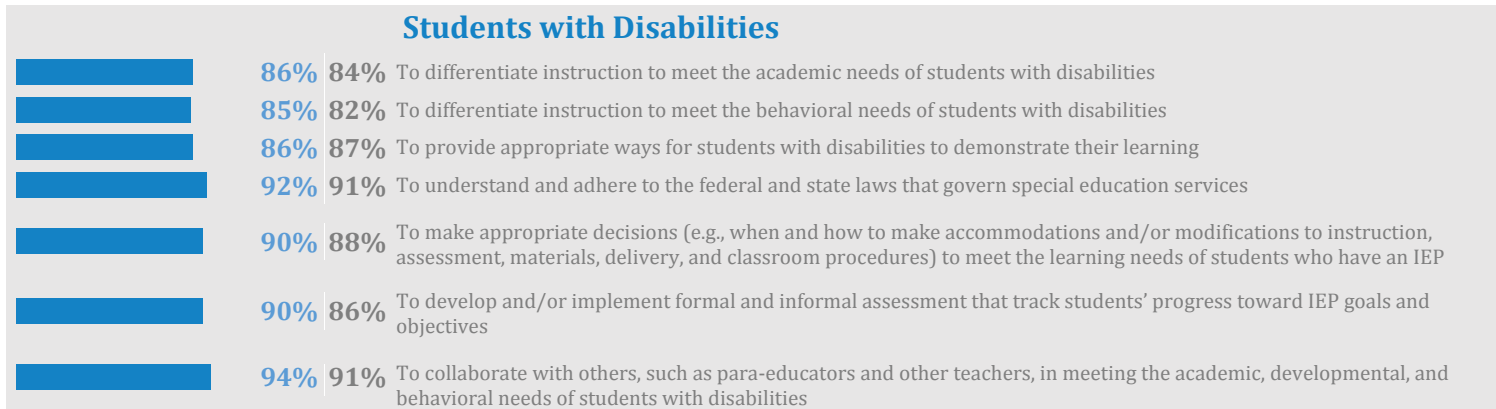 Students with Disabilities
86% 84% To differentiate instruction to meet the academic needs of students with disabilities
85% 82% To differentiate instruction to meet the behavioral needs of students with disabilities
86% 87% To provide appropriate ways for students with disabilities to demonstrate their learning
92% 91% To understand and adhere to the federal and state laws that govern special education services
90% 88% To make appropriate decisions (e.g., when and how to make accommodations and/or modifications to instruction,
assessment, materials, delivery, and classroom procedures) to meet the learning needs of students who have an IEP
90% 86% To develop and/or implement formal and informal assessment that track students’ progress toward IEP goals and
objectives
94% 91% To collaborate with others, such as para-educators and other teachers, in meeting the academic, developmental, and
behavioral needs of students with disabilities